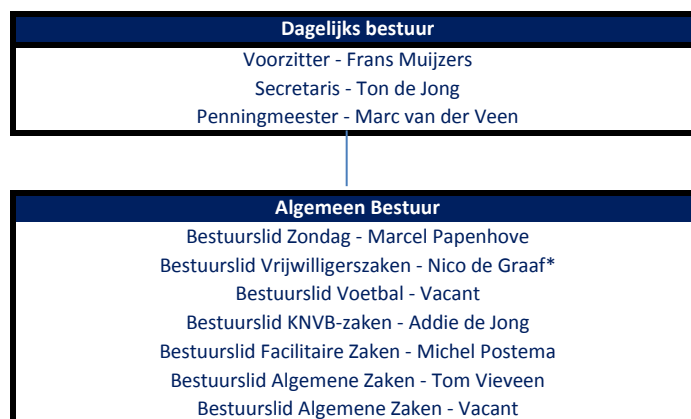 Dagelijks bestuur
Voorzitter - Frans Muijzers
Secretaris - Ton de Jong
Penningmeester - Marc van der Veen
Algemeen Bestuur
Bestuurslid Zondag - Marcel Papenhove
Bestuurslid Vrijwilligerszaken - Nico de Graaf*
Bestuurslid Voetbal - Vacant
Bestuurslid KNVB-zaken - Addie de Jong
Bestuurslid Facilitaire Zaken - Michel Postema
Bestuurslid Algemene Zaken - Tom Vieveen
Bestuurslid Algemene Zaken - Vacant